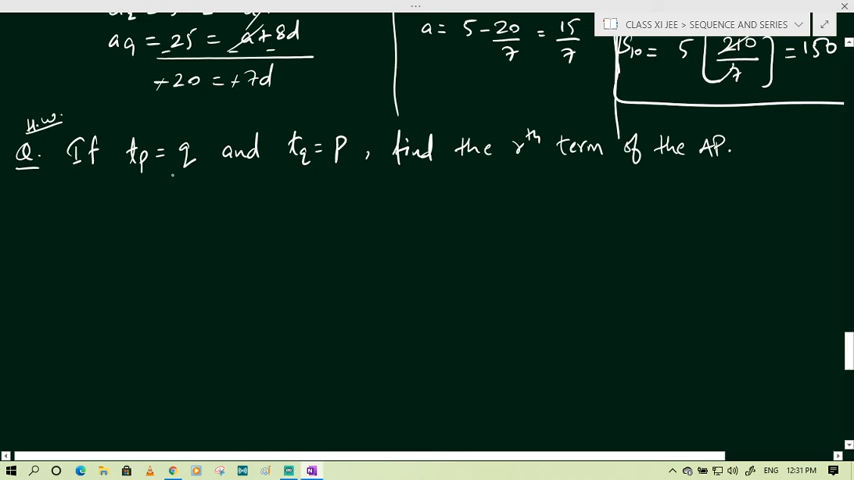 CLASS XI JEE > SEQUENCE AND SERIES
a9 = 25 = a + 8d
+20 = +7d
a = 5 - 20/7 = 15/7
S10 = 5 [210/7] = 150
H.W.
Q. If tp = q and tq = p, find the rth term of the AP.
ENG 12:31 PM